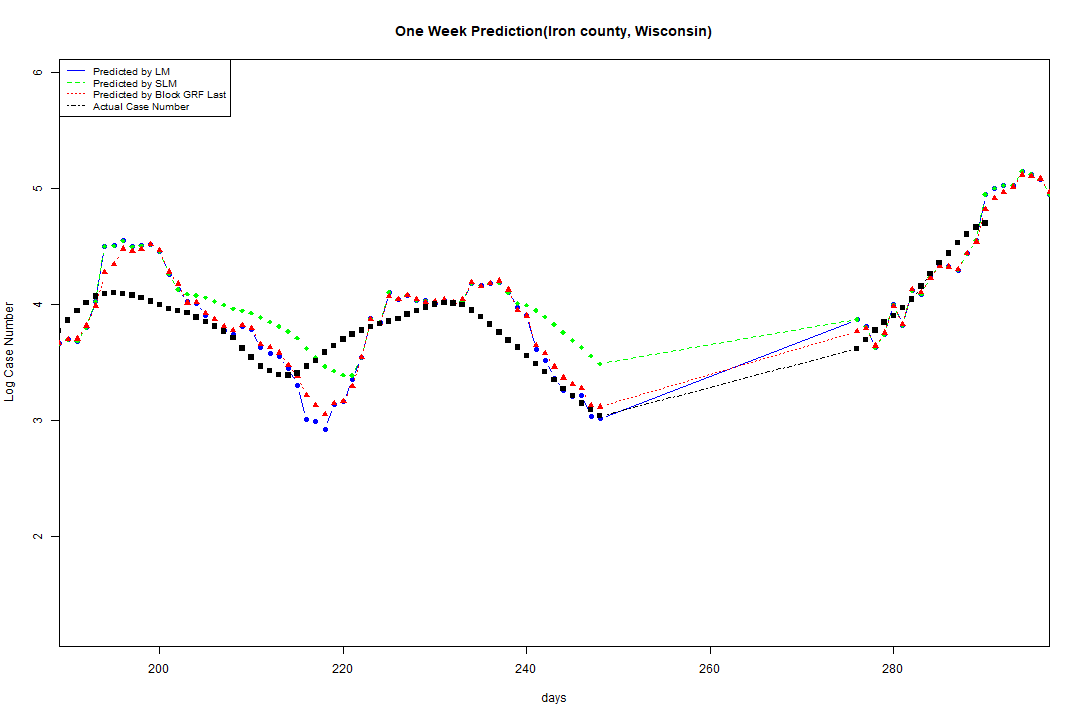 One Week Prediction(Iron county, Wisconsin)
Predicted by LM
Predicted by SLM
Predicted by Block GRF Last
Actual Case Number
6
5
4
3
2
Log Case Number
200 220 240 260 280
days